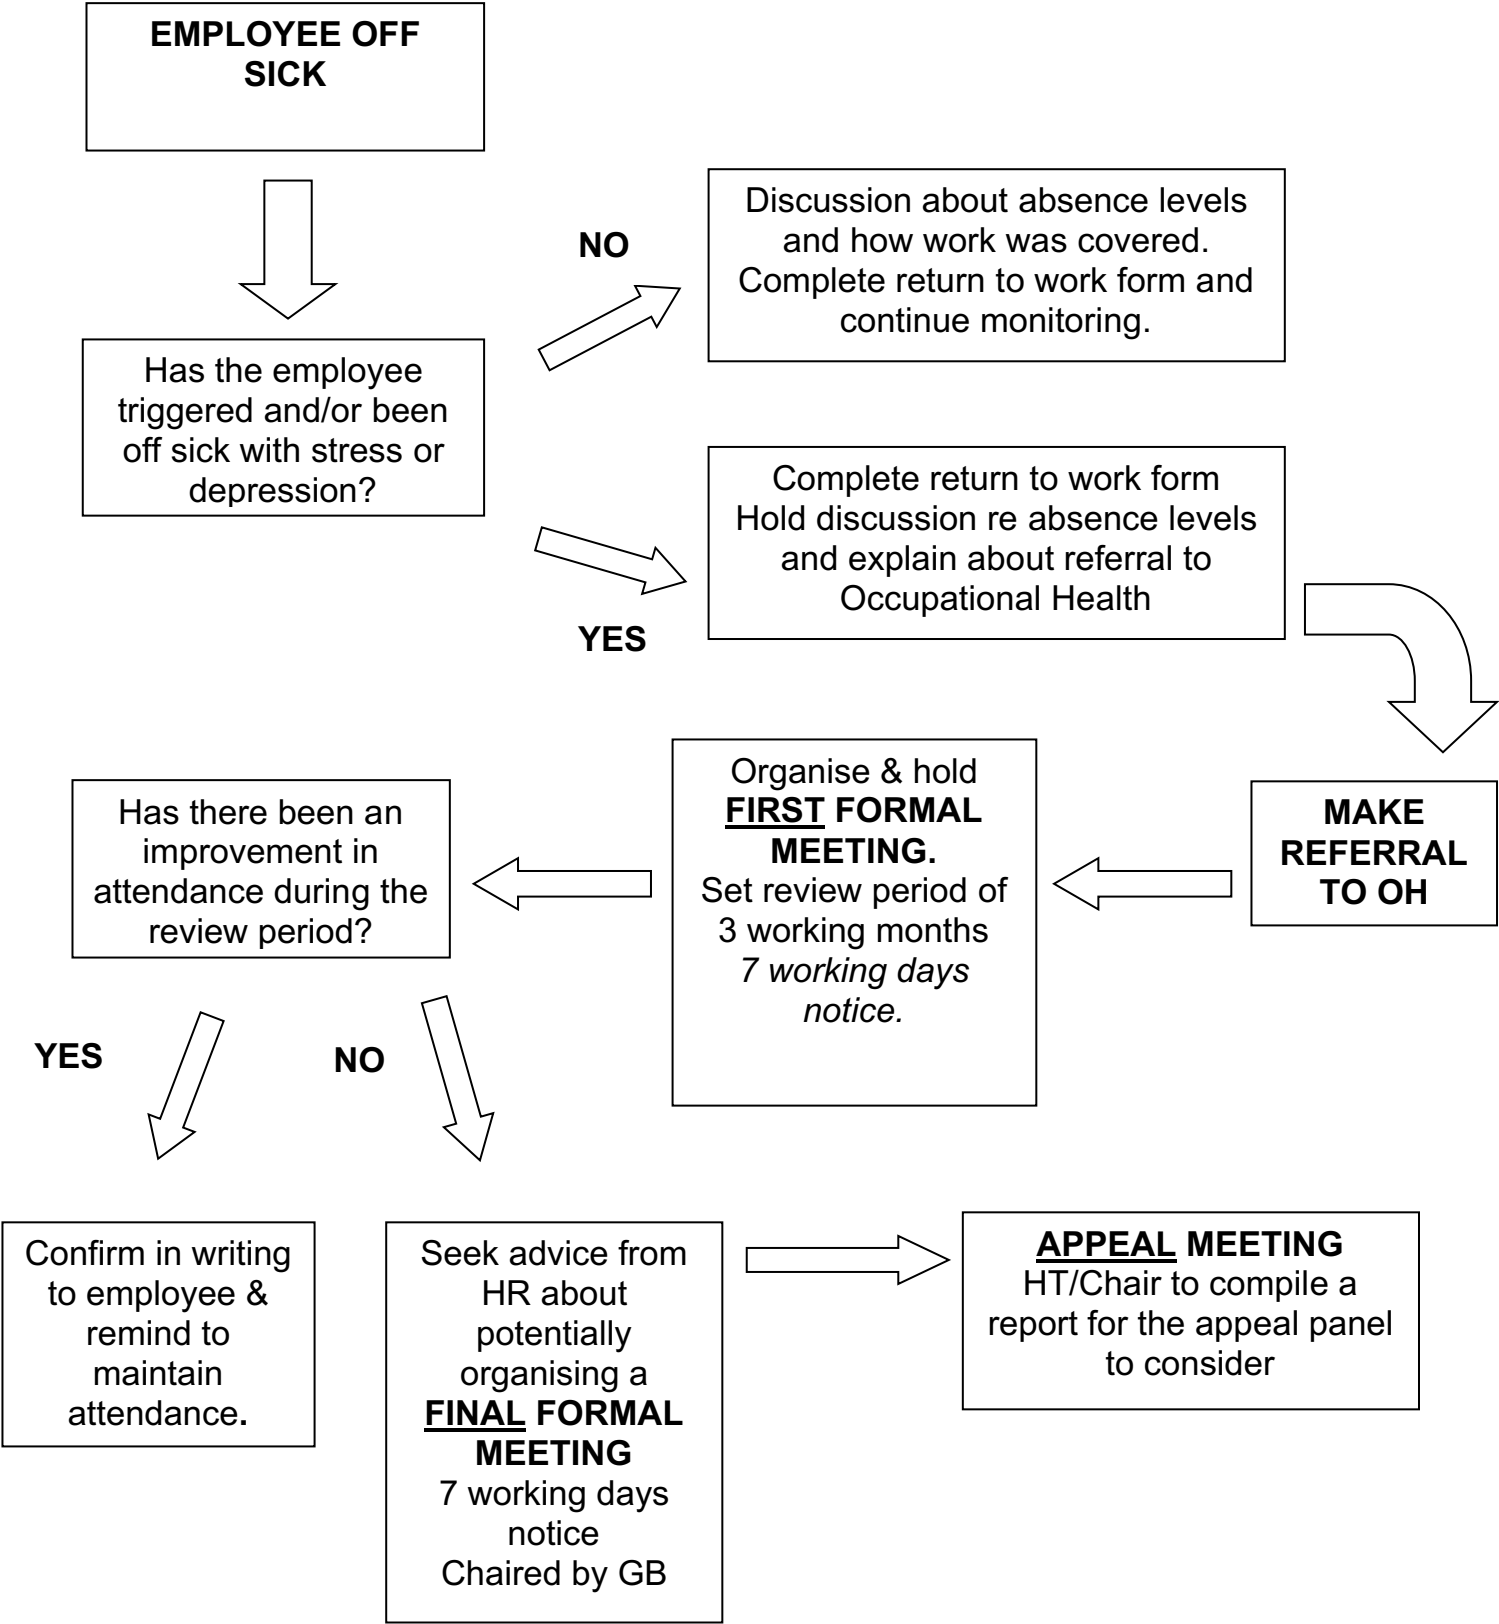 EMPLOYEE OFF
SICK
NO
Discussion about absence levels
and how work was covered.
Complete return to work form and
continue monitoring.
Has the employee
triggered and/or been
off sick with stress or
depression?
Complete return to work form
Hold discussion re absence levels
and explain about referral to
Occupational Health
YES
MAKE
REFERRAL
TO OH
Organise & hold
FIRST FORMAL
MEETING.
Set review period of
3 working months
7 working days
notice.
Has there been an
improvement in
attendance during the
review period?
YES
NO
Confirm in writing
to employee &
remind to
maintain
attendance.
Seek advice from
HR about
potentially
organising a
FINAL FORMAL
MEETING
7 working days
notice
Chaired by GB
APPEAL MEETING
HT/Chair to compile a
report for the appeal panel
to consider